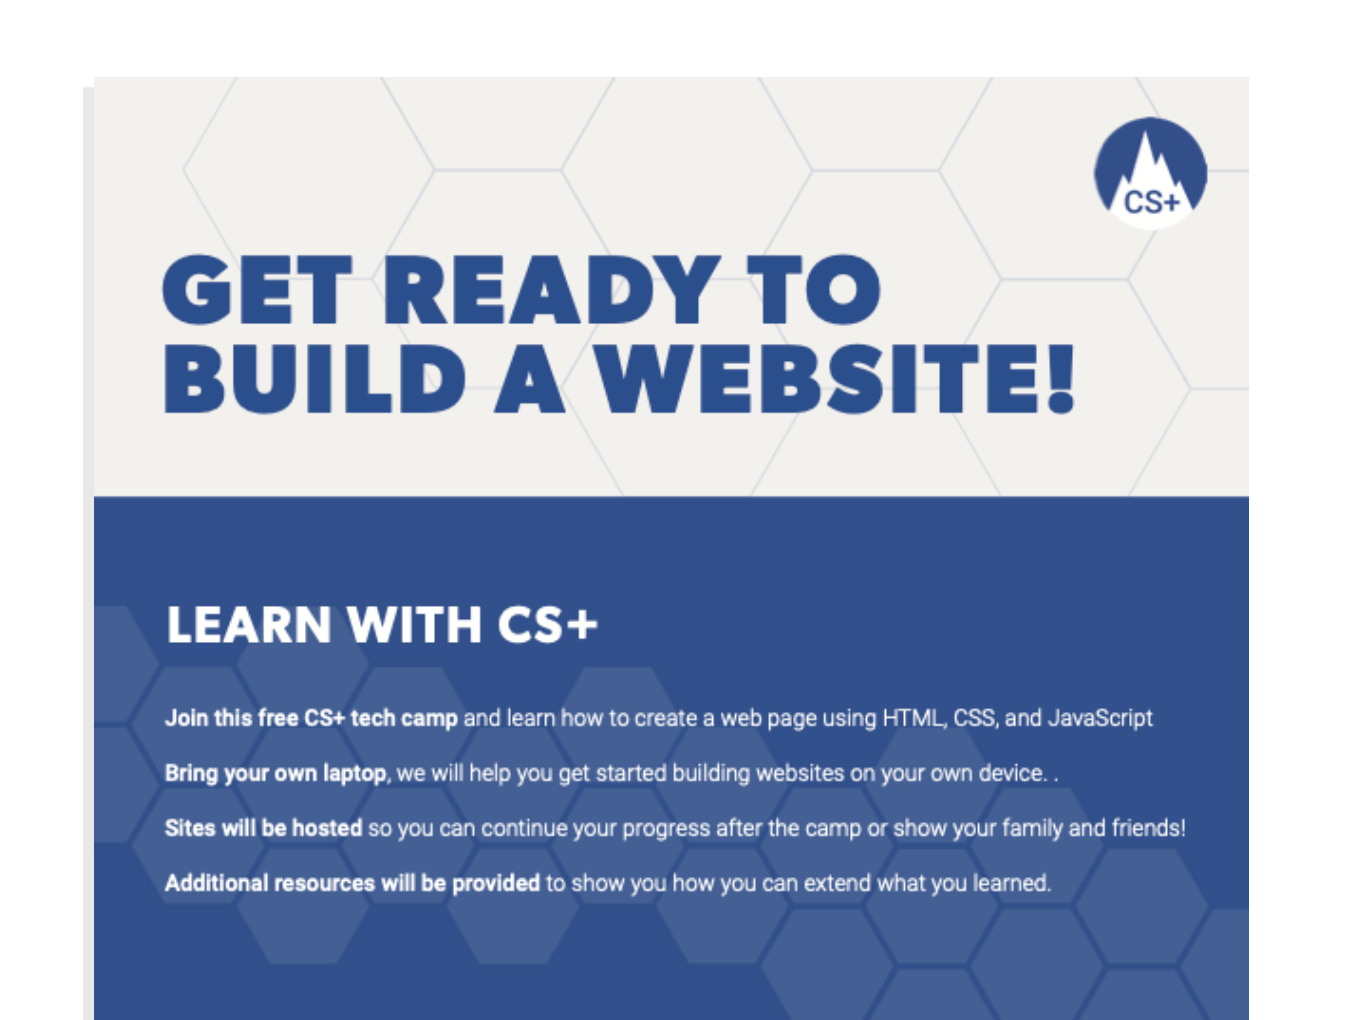 CS+
GET READY TO
BUILD A WEBSITE!
LEARN WITH CS+
Join this free CS+ tech camp and learn how to create a web page using HTML, CSS, and JavaScript
Bring your own laptop, we will help you get started building websites on your own device. .
Sites will be hosted so you can continue your progress after the camp or show your family and friends!
Additional resources will be provided to show you how you can extend what you learned.